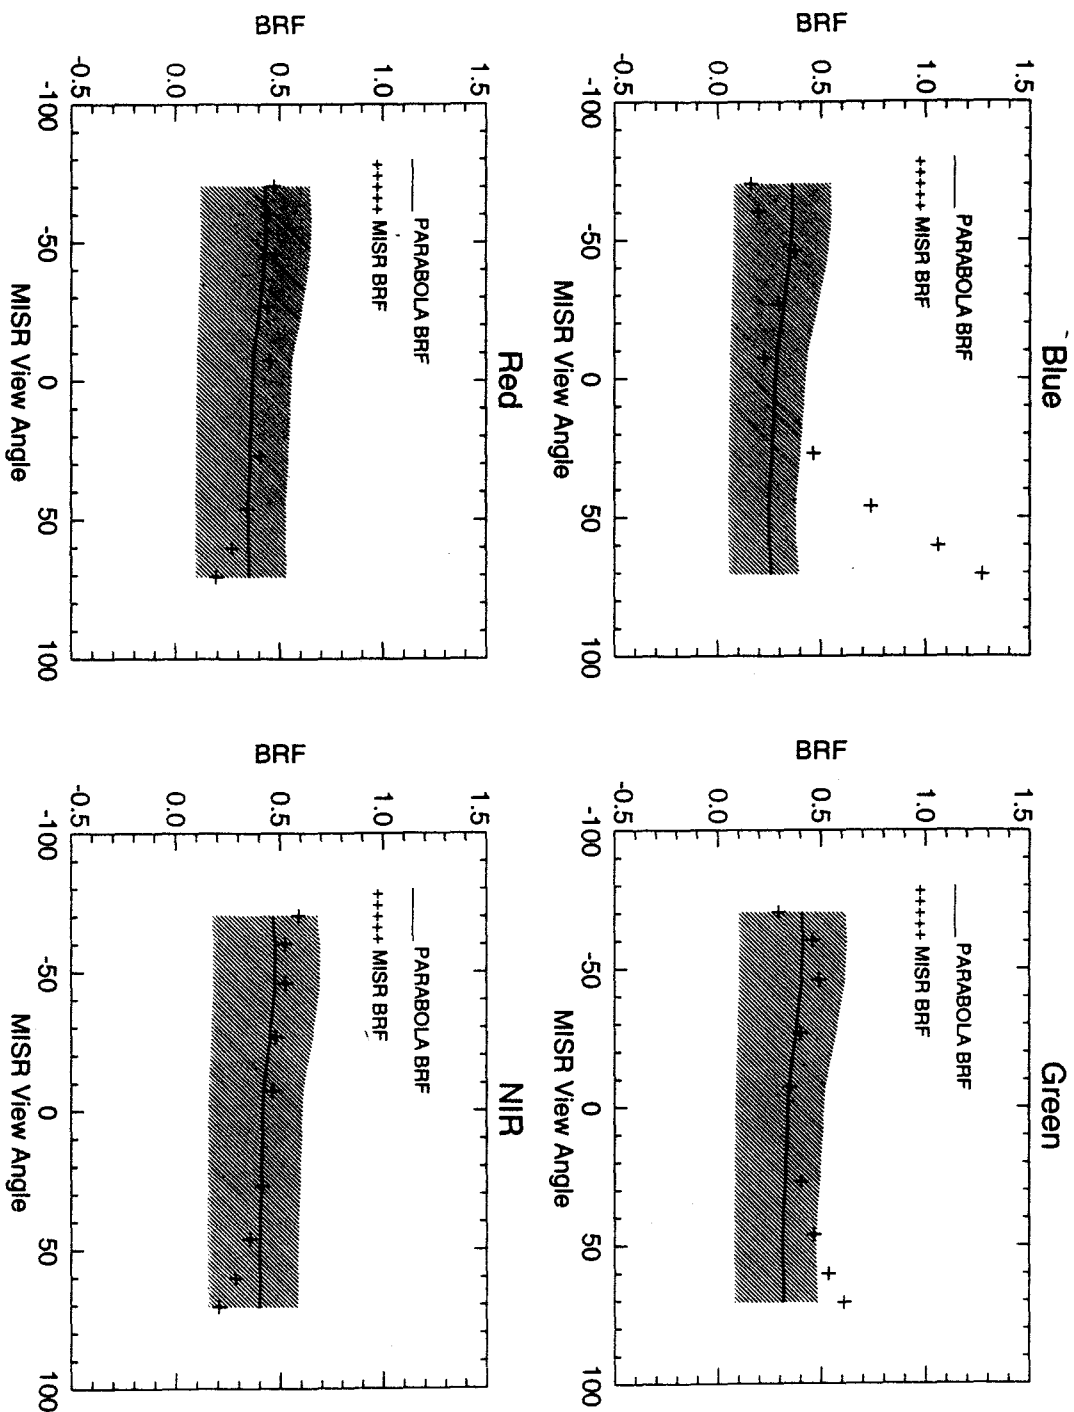 Blue
1.5
1.0
0.5
0.0
-0.5
BRF
PARABOLA BRF
+++++ MISR BRF
-100
-50
0
50
100
MISR View Angle
Green
1.5
1.0
0.5
0.0
-0.5
BRF
PARABOLA BRF
+++++ MISR BRF
-100
-50
0
50
100
MISR View Angle
Red
1.5
1.0
0.5
0.0
-0.5
BRF
PARABOLA BRF
+++++ MISR BRF
-100
-50
0
50
100
MISR View Angle
NIR
1.5
1.0
0.5
0.0
-0.5
BRF
PARABOLA BRF
+++++ MISR BRF
-100
-50
0
50
100
MISR View Angle